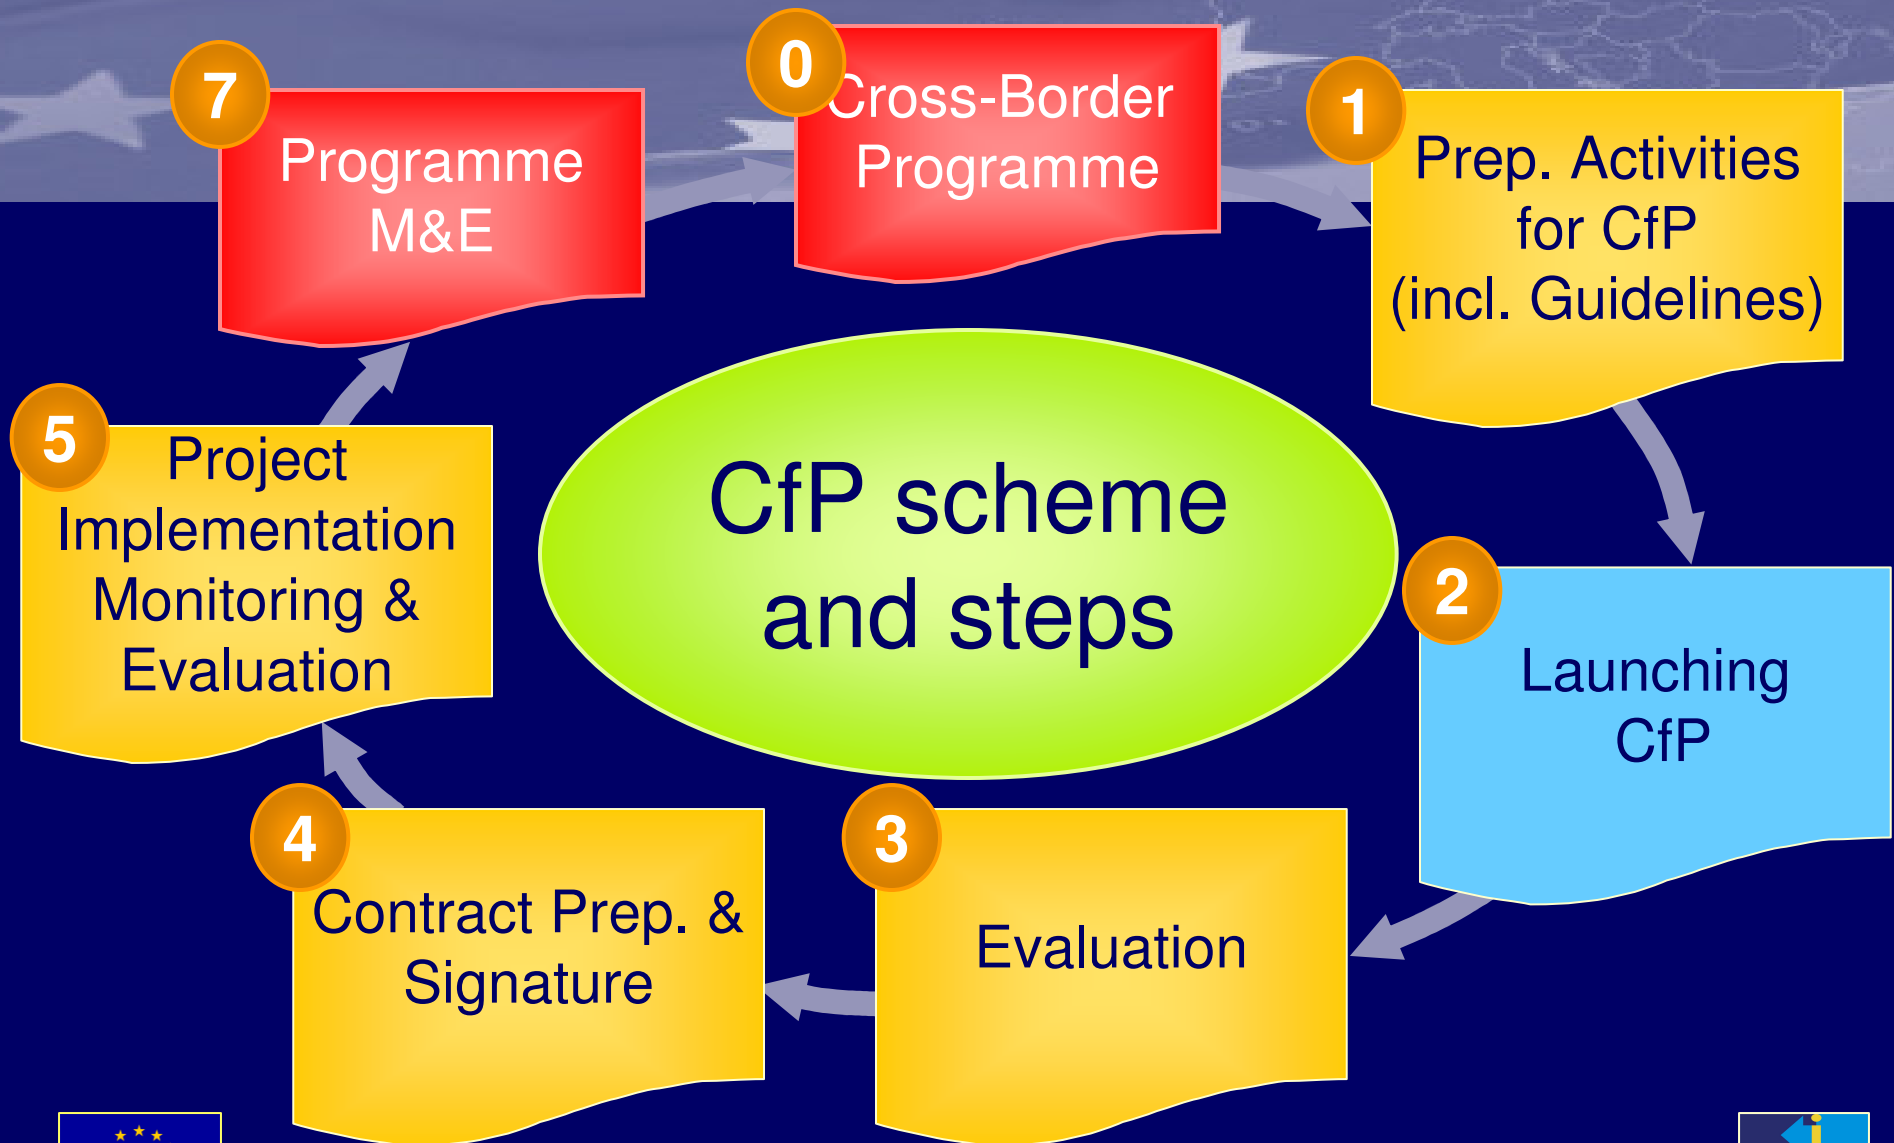 0
Cross-Border
Programme
1
Prep. Activities
for CfP
(incl. Guidelines)
2
Launching
CfP
3
Evaluation
4
Contract Prep. &
Signature
5
Project
Implementation
Monitoring &
Evaluation
7
Programme
M&E
CfP scheme
and steps